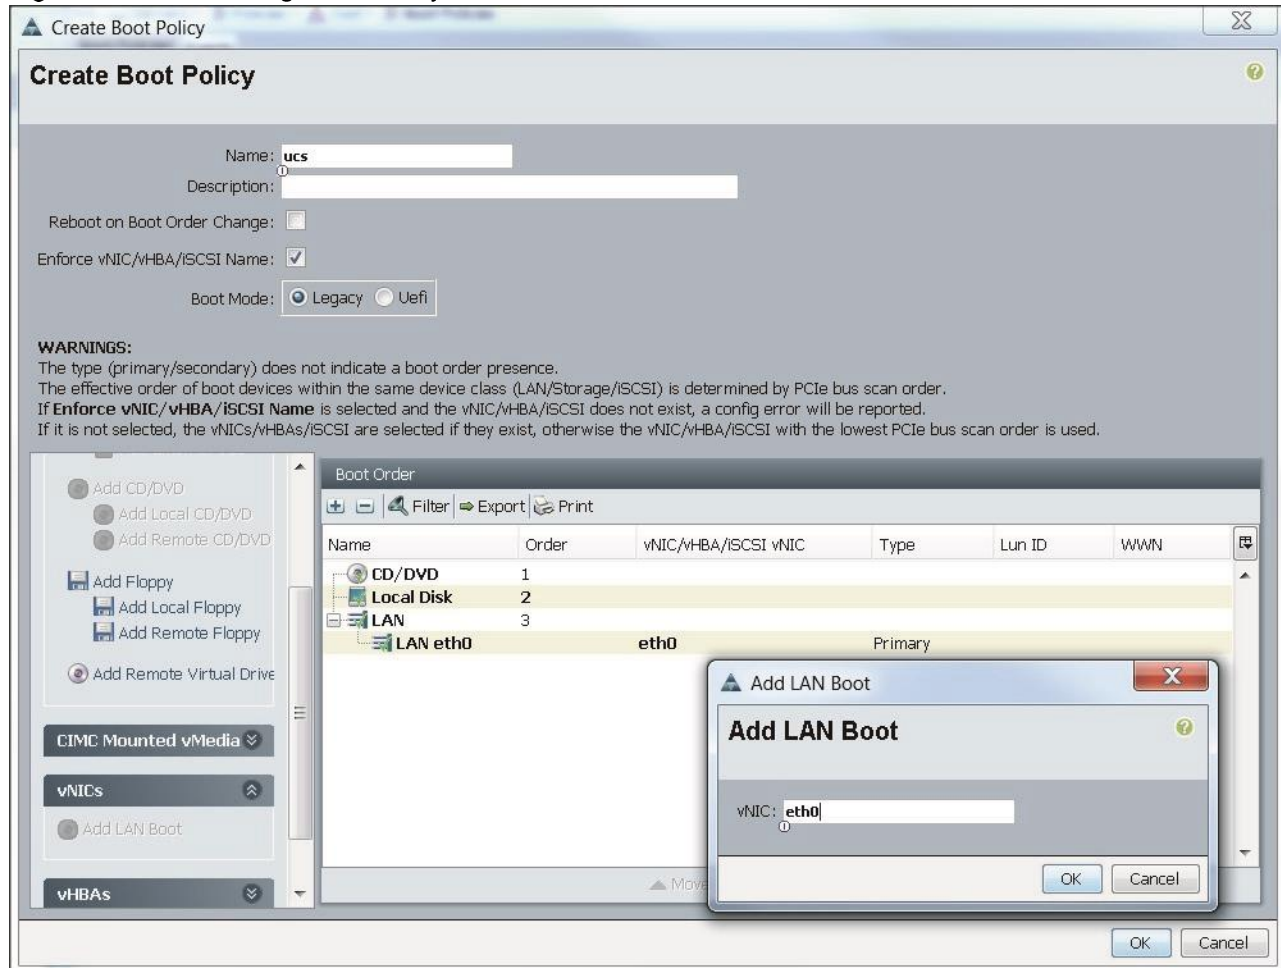 Create Boot Policy
Create Boot Policy
Name: ucs
Description:
Reboot on Boot Order Change:
Enforce vNIC/vHBA/iSCSI Name:
Boot Mode: Legacy Uefi
WARNINGS:
The type (primary/secondary) does not indicate a boot order presence.
The effective order of boot devices within the same device class (LAN/Storage/iSCSI) is determined by PCIe bus scan order.
If Enforce vNIC/vHBA/iSCSI Name is selected and the vNIC/vHBA/iSCSI does not exist, a config error will be reported.
If it is not selected, the vNICs/vHBAs/iSCSI are selected if they exist, otherwise the vNIC/vHBA/iSCSI with the lowest PCIe bus scan order is used.
Add CD/DVD
Add Local CD/DVD
Add Remote CD/DVD
Add Floppy
Add Local Floppy
Add Remote Floppy
Add Remote Virtual Drive
CIMC Mounted vMedia
vNICs
Add LAN Boot
vHBAs
Boot Order
Filter Export Print
Name Order vNIC/vHBA/iSCSI vNIC Type Lun ID WWN
CD/DVD 1
Local Disk 2
LAN 3
LAN eth0 eth0 Primary
Move
Add LAN Boot
Add LAN Boot
vNIC: eth0
OK Cancel
OK Cancel